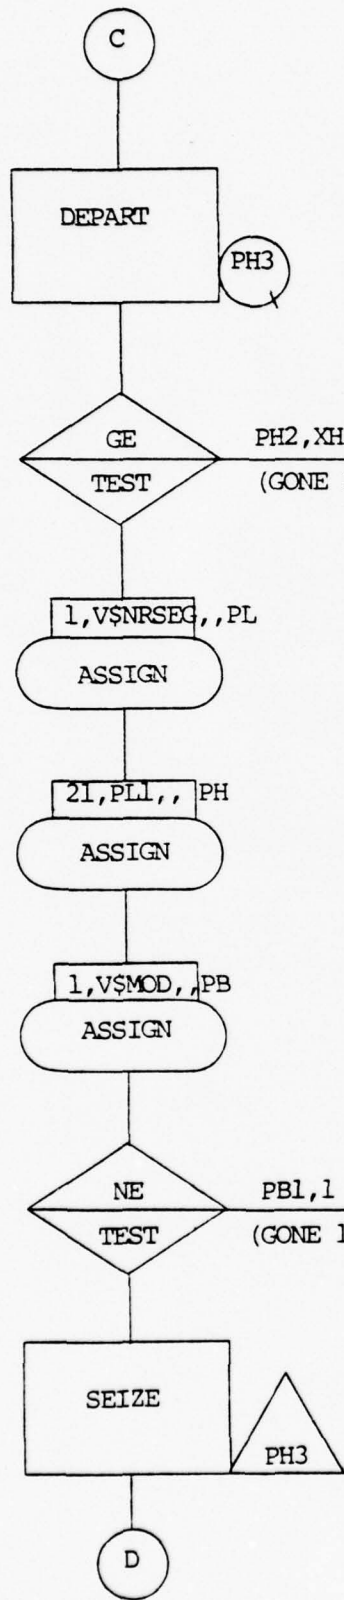 C
DEPART
PH3
GE
PH2,XH
TEST
(GONE
1,V$NRSEG,,PL
ASSIGN
21,PL1,, PH
ASSIGN
1,V$MOD,,PB
ASSIGN
NE
PB1,1
TEST
(GONE 1
SEIZE
PH3
D